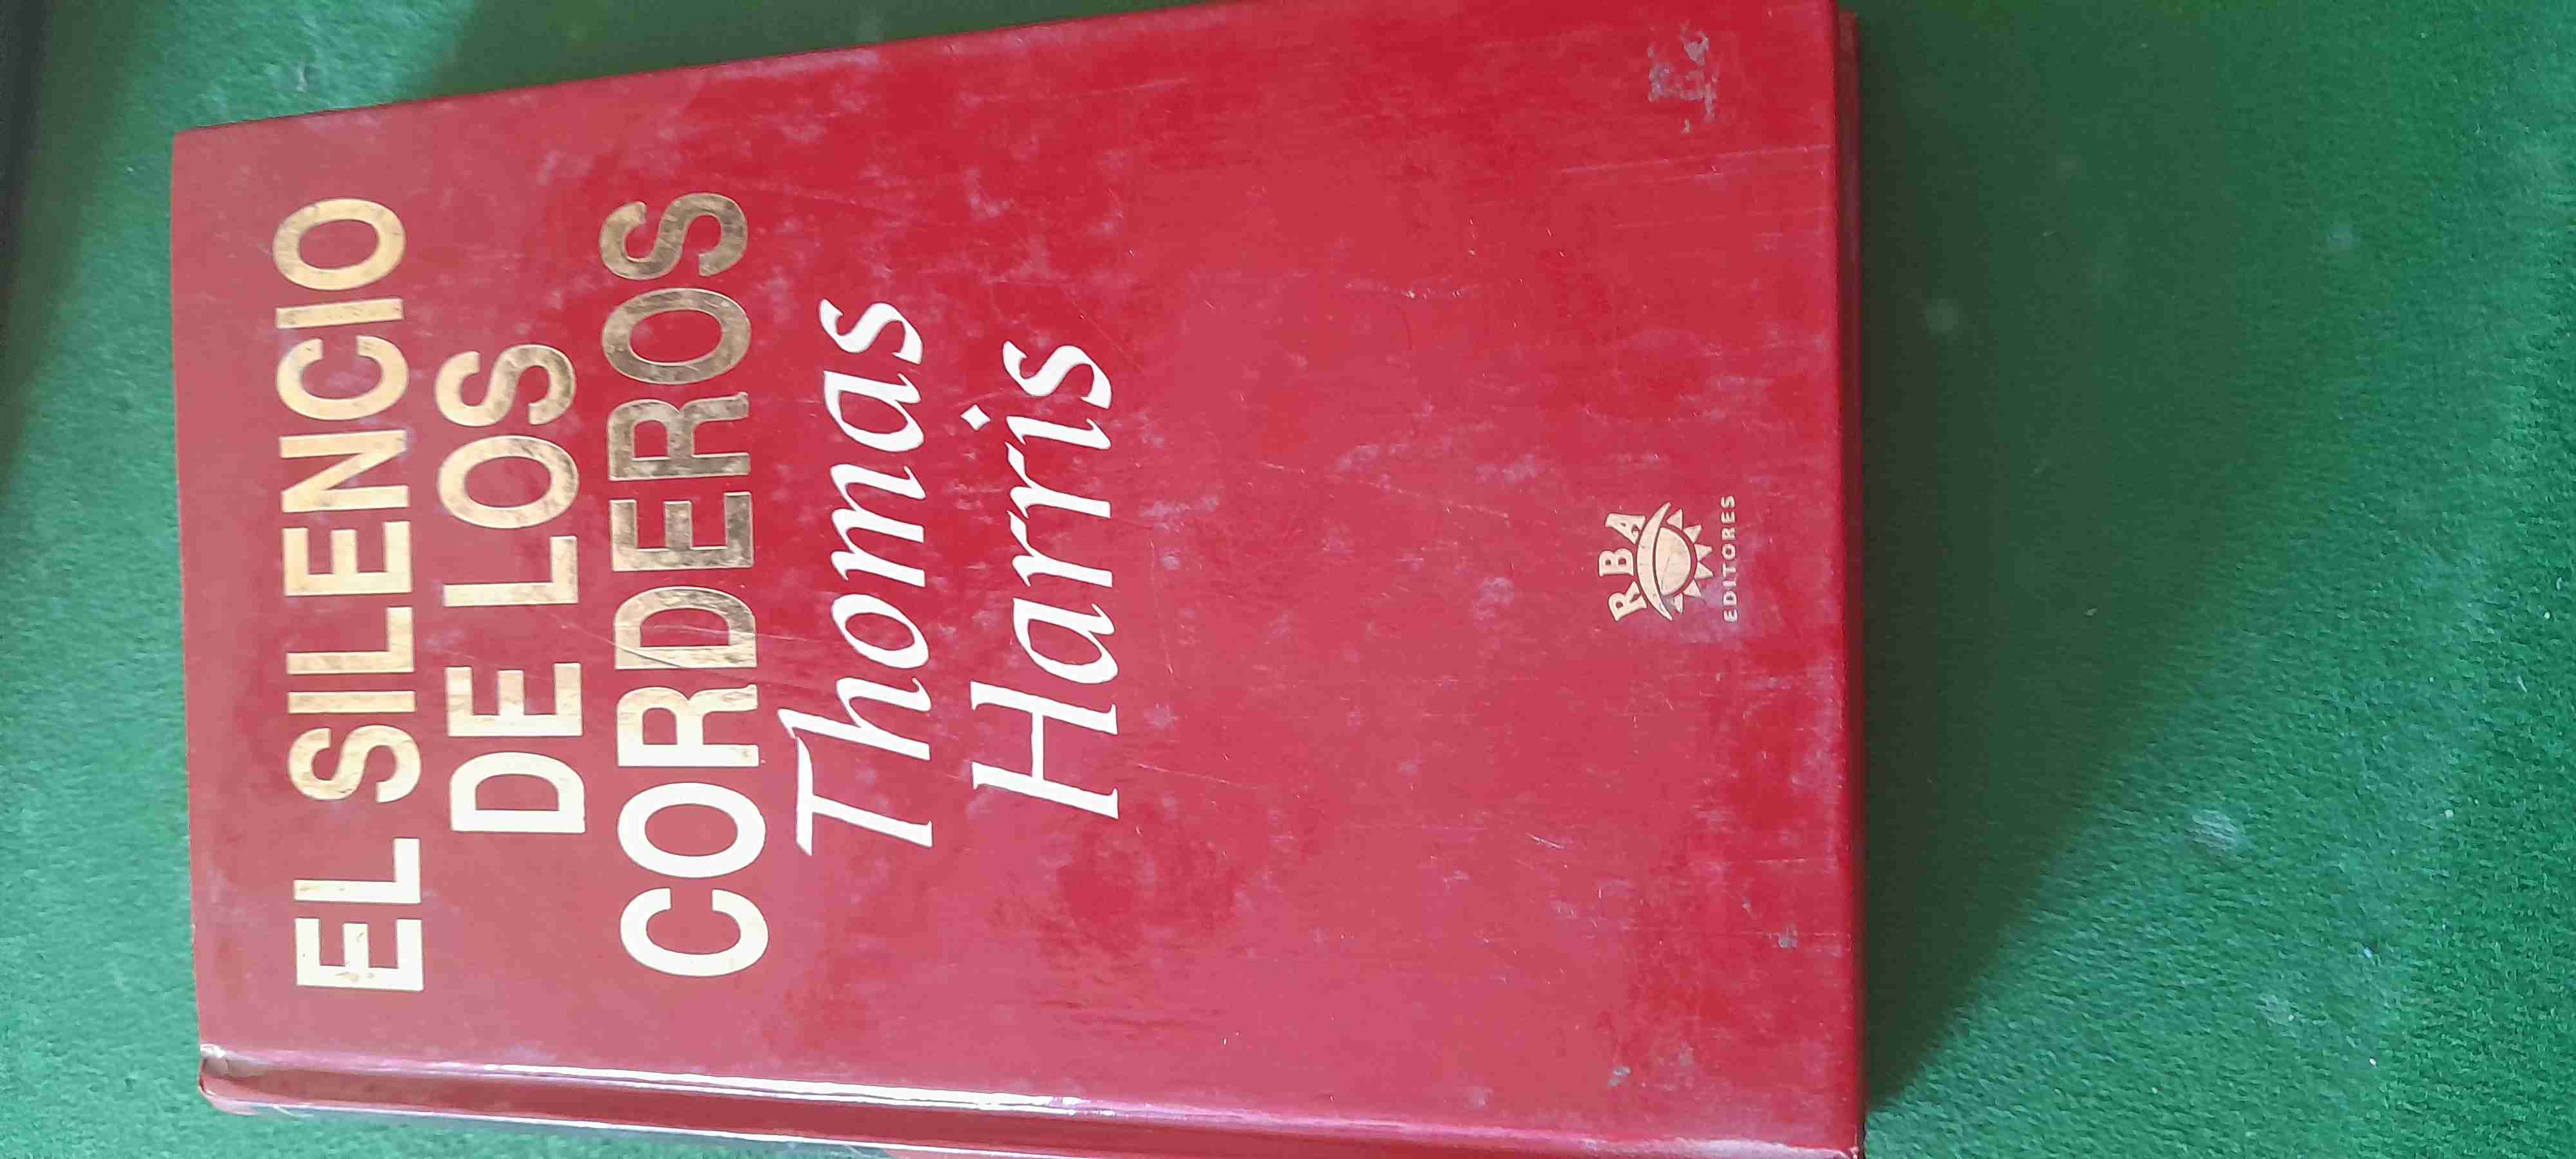 EL SILENCIO
DE LOS
CORDEROS
Thomas
Harris
RBA
EDITORES